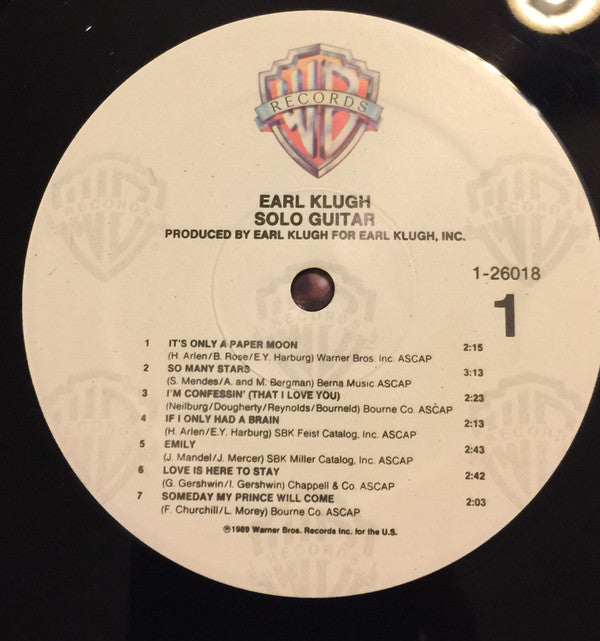 WB
RECORDS
EARL KLUGH
SOLO GUITAR
PRODUCED BY EARL KLUGH FOR EARL KLUGH, INC.
1-26018
1
1 IT'S ONLY A PAPER MOON 2:15
(H. Arlen/B. Rose/E.Y. Harburg) Warner Bros. Inc. ASCAP
2 SO MANY STARS 3:13
(S. Mendes/A. and M. Bergman) Berna Music ASCAP
3 I'M CONFESSIN' (THAT I LOVE YOU) 2:23
(Neilburg/Dougherty/Reynolds/Bourneld) Bourne Co. ASCAP
4 IF I ONLY HAD A BRAIN 2:13
(H. Arlen/E.Y. Harburg) SBK Feist Catalog, Inc. ASCAP
5 EMILY 2:43
(J. Mandel/J. Mercer) SBK Miller Catalog, Inc. ASCAP
6 LOVE IS HERE TO STAY 2:42
(G. Gershwin/I. Gershwin) Chappell & Co. ASCAP
7 SOMEDAY MY PRINCE WILL COME 2:03
(F. Churchill/L. Morey) Bourne Co. ASCAP
℗1989 Warner Bros. Records Inc. for the U.S.